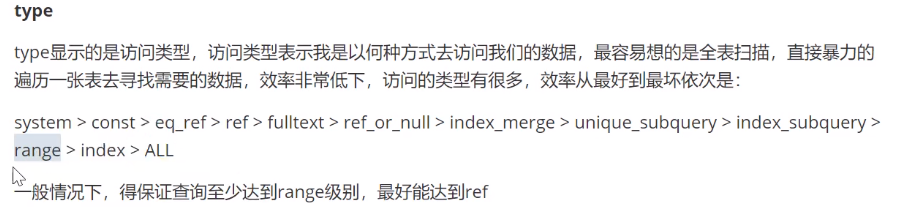 type
type显示的是访问类型，访问类型表示我是以何种方式去访问我们的数据，最容易想的是全表扫描，直接暴力的
遍历一张表去寻找需要的数据，效率非常低下，访问的类型有很多，效率从最好到最坏依次是：
system > const > eq_ref > ref > fulltext > ref_or_null > index_merge > unique_subquery > index_subquery >
range > index > ALL
一般情况下，得保证查询至少达到range级别，最好能达到ref